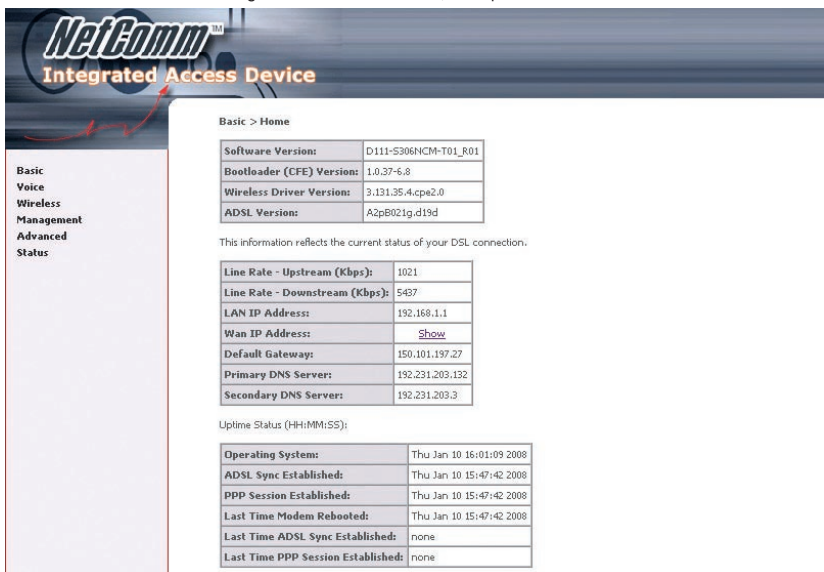 NetComm™
Integrated Access Device
Basic > Home
Basic
Voice
Wireless
Management
Advanced
Status
Software Version: D111-S306NCM-T01_R01
Bootloader (CFE) Version: 1.0.37-6.8
Wireless Driver Version: 3.131.35.4.cpe2.0
ADSL Version: A2pB021g.d19d
This information reflects the current status of your DSL connection.
Line Rate - Upstream (Kbps): 1021
Line Rate - Downstream (Kbps): 5437
LAN IP Address: 192.168.1.1
Wan IP Address: Show
Default Gateway: 150.101.197.27
Primary DNS Server: 192.231.203.132
Secondary DNS Server: 192.231.203.3
Uptime Status (HH:MM:SS):
Operating System: Thu Jan 10 16:01:09 2008
ADSL Sync Established: Thu Jan 10 15:47:42 2008
PPP Session Established: Thu Jan 10 15:47:42 2008
Last Time Modem Rebooted: Thu Jan 10 15:47:42 2008
Last Time ADSL Sync Established: none
Last Time PPP Session Established: none